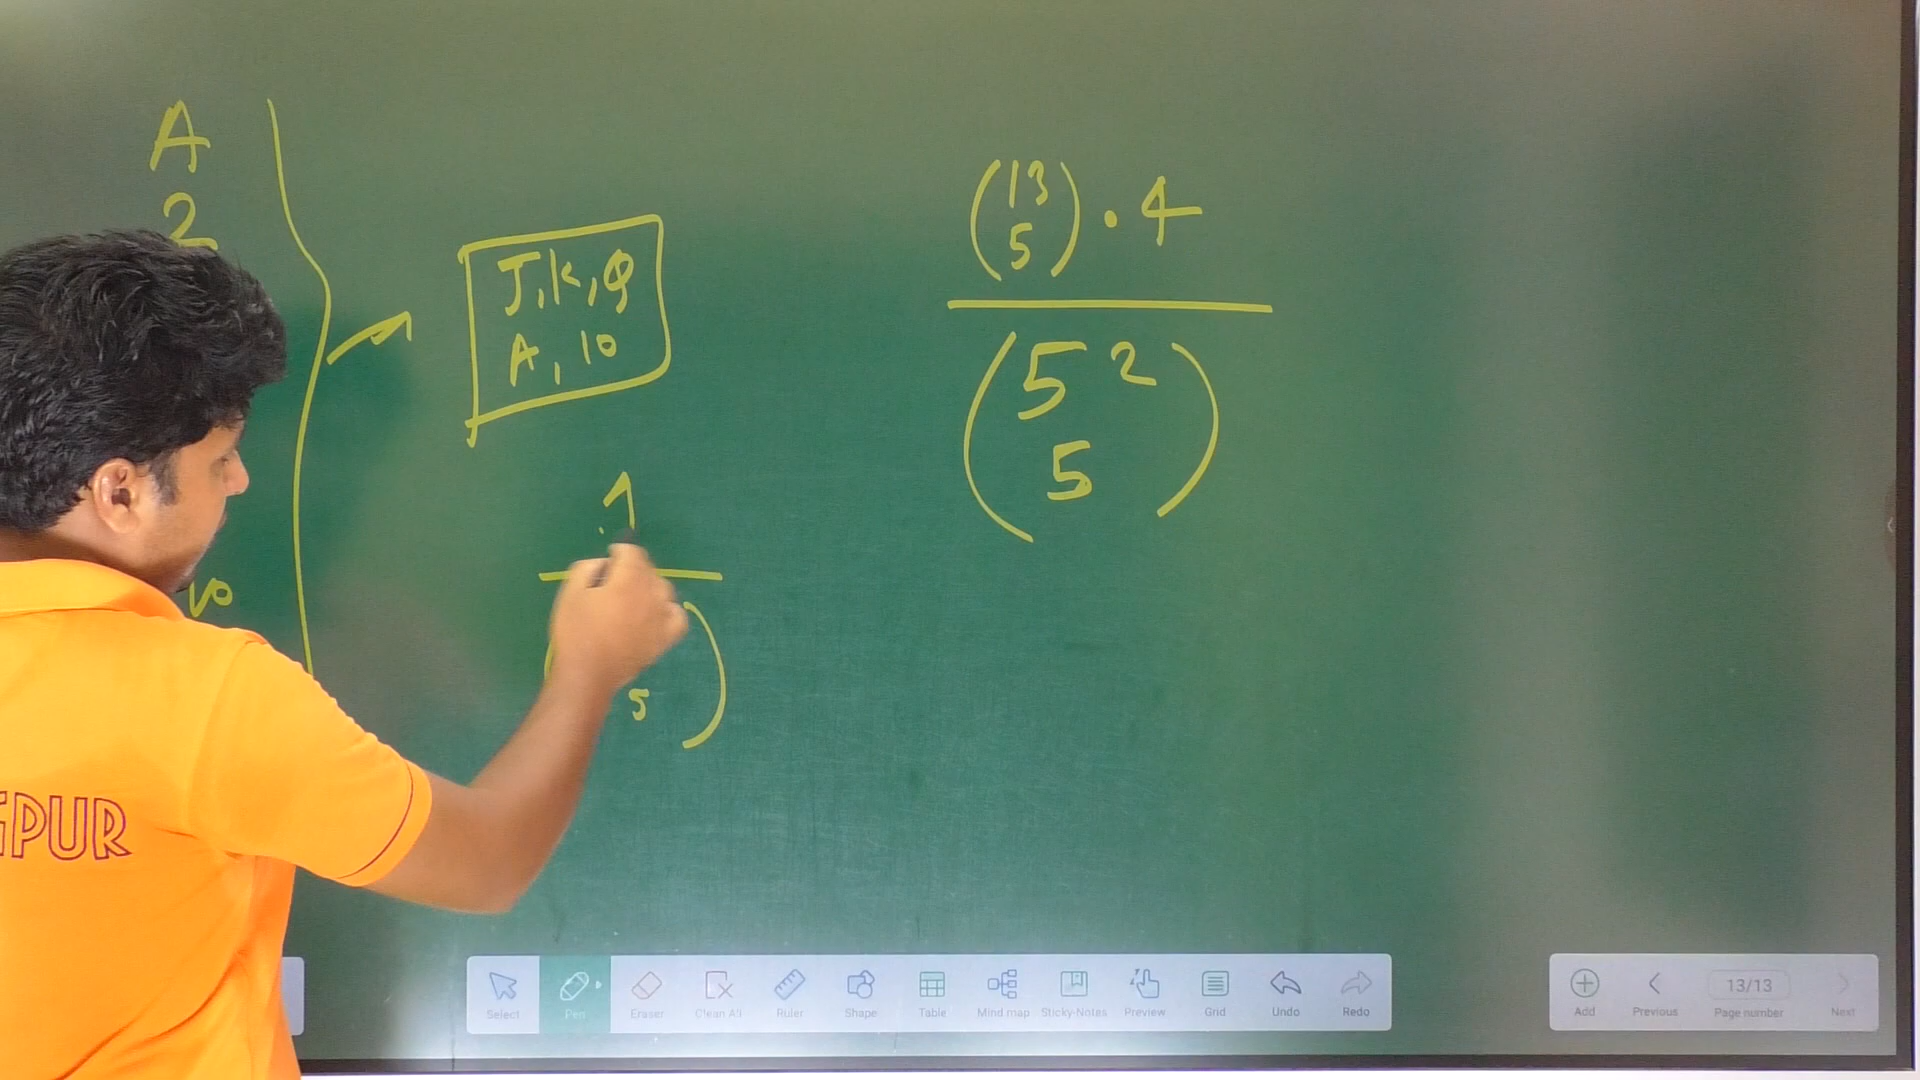 A
2
10
J, K, Q
A, 10
1
5
(13
5) · 4
(52
5)
GPUR
Select
Pen
Eraser
Clean All
Ruler
Shape
Table
Mind map
Sticky-Notes
Preview
Grid
Undo
Redo
Add
Previous
13/13
Page number
Next